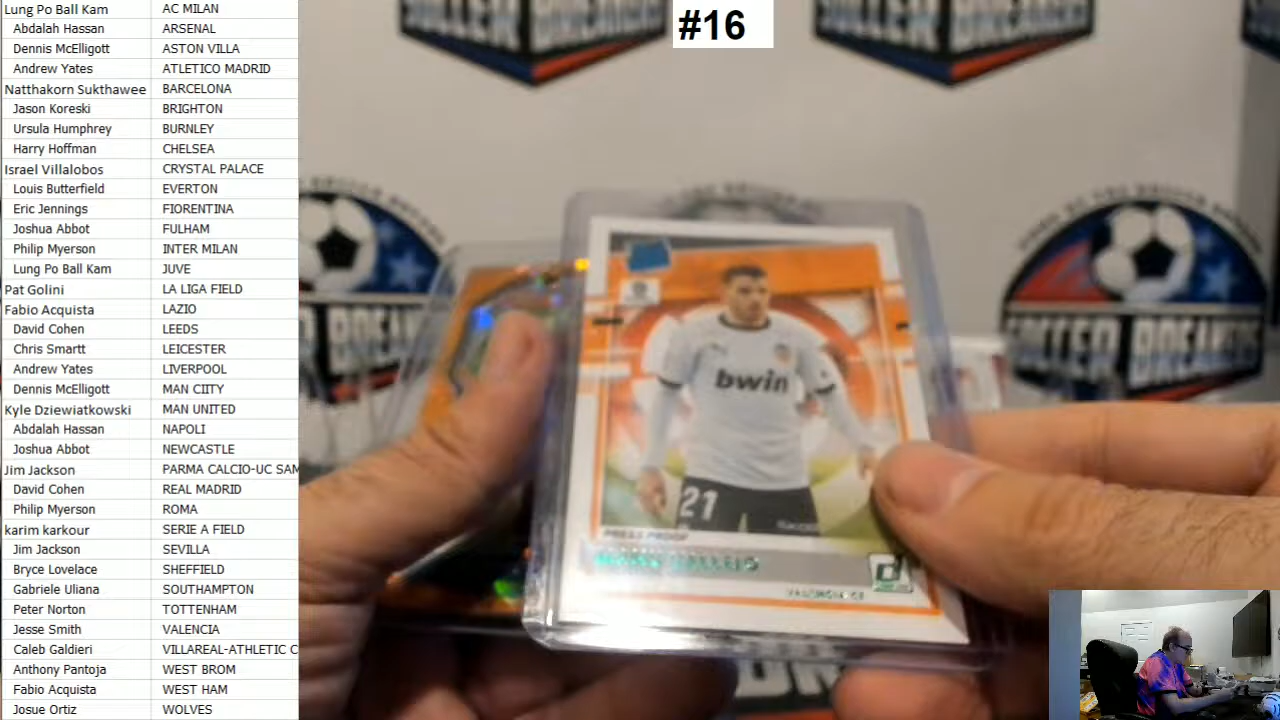 #16
Lung Po Ball Kam AC MILAN
Abdalah Hassan ARSENAL
Dennis McElligott ASTON VILLA
Andrew Yates ATLETICO MADRID
Natthakorn Sukthawee BARCELONA
Jason Koreski BRIGHTON
Ursula Humphrey BURNLEY
Harry Hoffman CHELSEA
Israel Villalobos CRYSTAL PALACE
Louis Butterfield EVERTON
Eric Jennings FIORENTINA
Joshua Abbot FULHAM
Philip Myerson INTER MILAN
Lung Po Ball Kam JUVE
Pat Golini LA LIGA FIELD
Fabio Acquista LAZIO
David Cohen LEEDS
Chris Smartt LEICESTER
Andrew Yates LIVERPOOL
Dennis McElligott MAN CIITY
Kyle Dziewiatkowski MAN UNITED
Abdalah Hassan NAPOLI
Joshua Abbot NEWCASTLE
Jim Jackson PARMA CALCIO-UC SAM
David Cohen REAL MADRID
Philip Myerson ROMA
karim karkour SERIE A FIELD
Jim Jackson SEVILLA
Bryce Lovelace SHEFFIELD
Gabriele Uliana SOUTHAMPTON
Peter Norton TOTTENHAM
Jesse Smith VALENCIA
Caleb Galdieri VILLAREAL-ATHLETIC C
Anthony Pantoja WEST BROM
Fabio Acquista WEST HAM
Josue Ortiz WOLVES
bwin
21
PRESS PROOF
VALENCIA CF
SOCCER BREAKERS